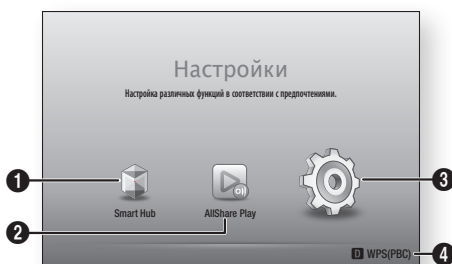 Настройки
Настройка различных функций в соответствии с предпочтениями.
1
3
Smart Hub
AllShare Play
2
D WPS(PBC)
4